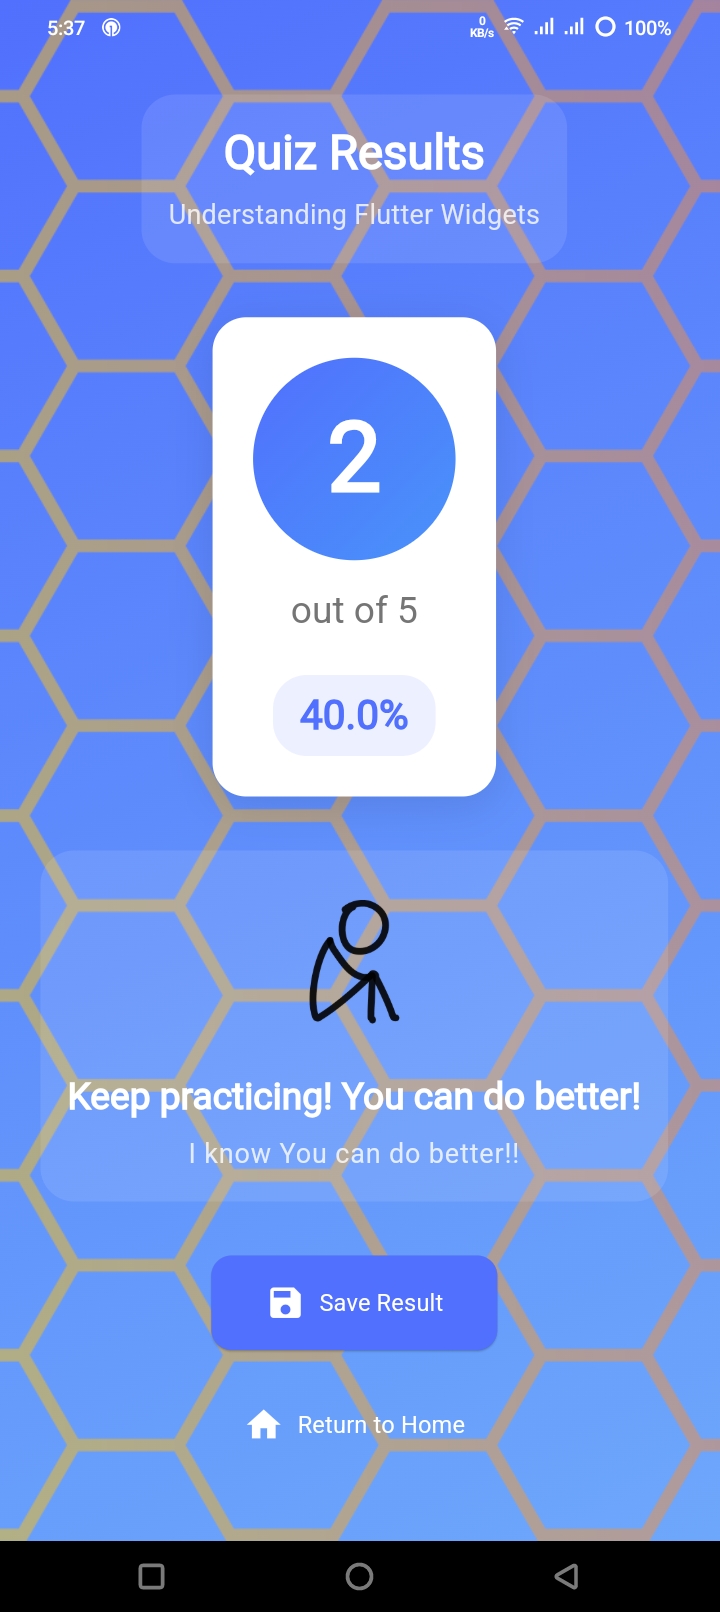 5:37
0
KB/s
100%
Quiz Results
Understanding Flutter Widgets
2
out of 5
40.0%
Keep practicing! You can do better!
I know You can do better!!
Save Result
Return to Home